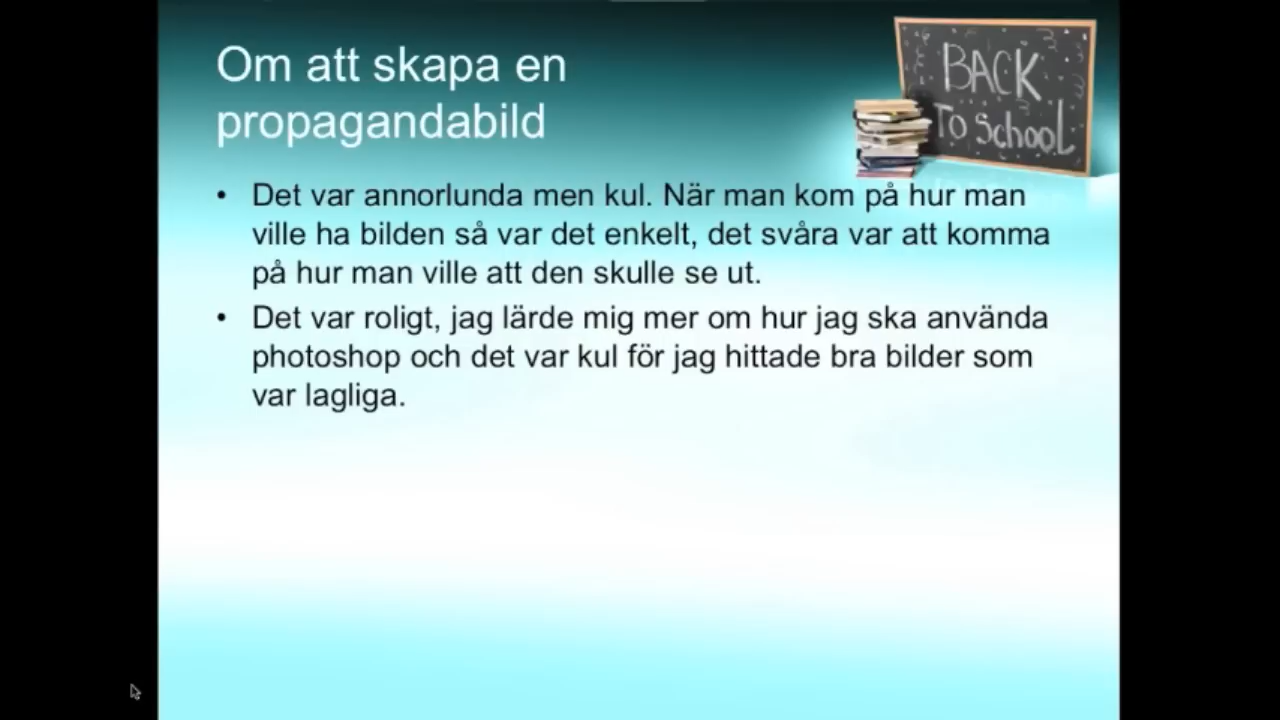 Om att skapa en
propagandabild
BACK
To School
• Det var annorlunda men kul. När man kom på hur man
ville ha bilden så var det enkelt, det svåra var att komma
på hur man ville att den skulle se ut.
• Det var roligt, jag lärde mig mer om hur jag ska använda
photoshop och det var kul för jag hittade bra bilder som
var lagliga.